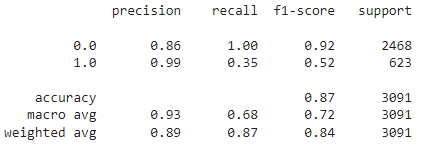 precision recall f1-score support
0.0 0.86 1.00 0.92 2468
1.0 0.99 0.35 0.52 623
accuracy 0.87 3091
macro avg 0.93 0.68 0.72 3091
weighted avg 0.89 0.87 0.84 3091